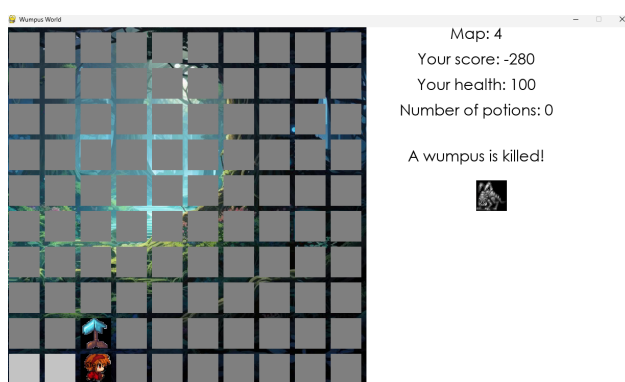 Wumpus World
Map: 4
Your score: -280
Your health: 100
Number of potions: 0
A wumpus is killed!